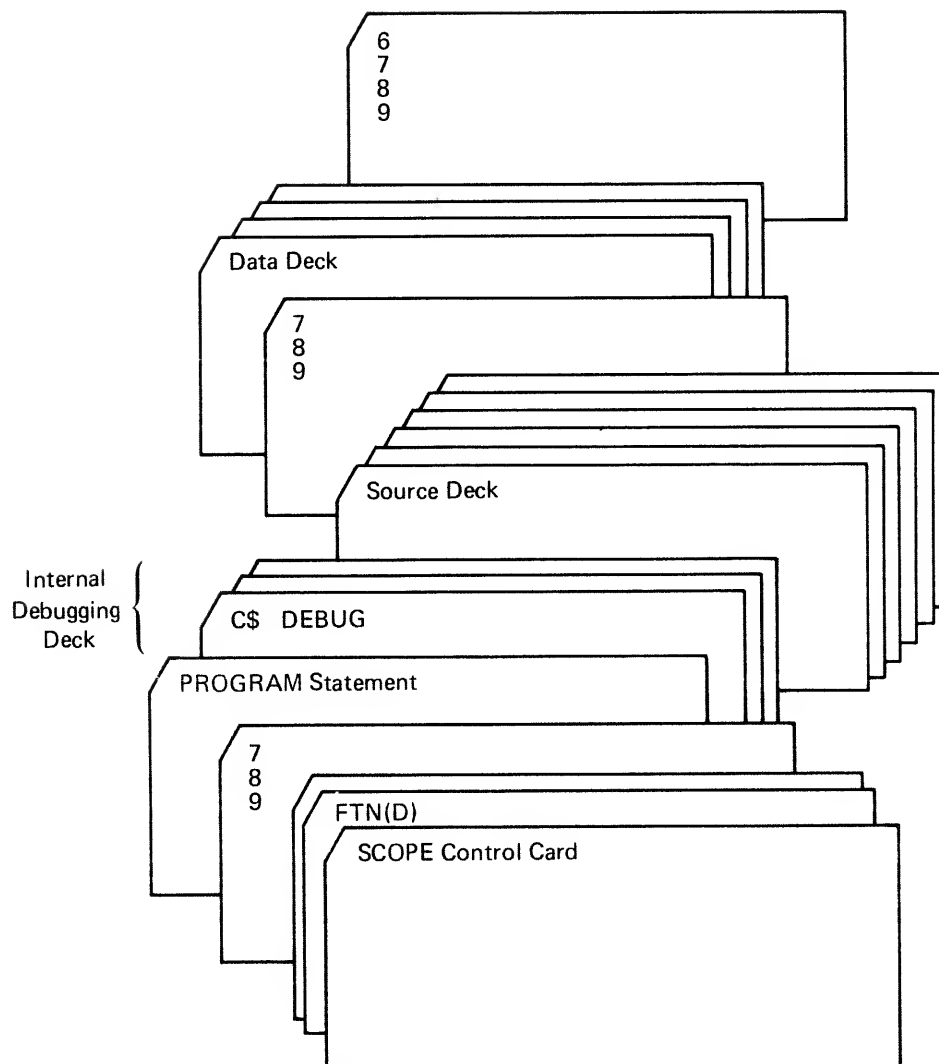 6
7
8
9
Data Deck
7
8
9
Source Deck
Internal
Debugging
Deck
C$ DEBUG
PROGRAM Statement
7
8
9
FTN(D)
SCOPE Control Card